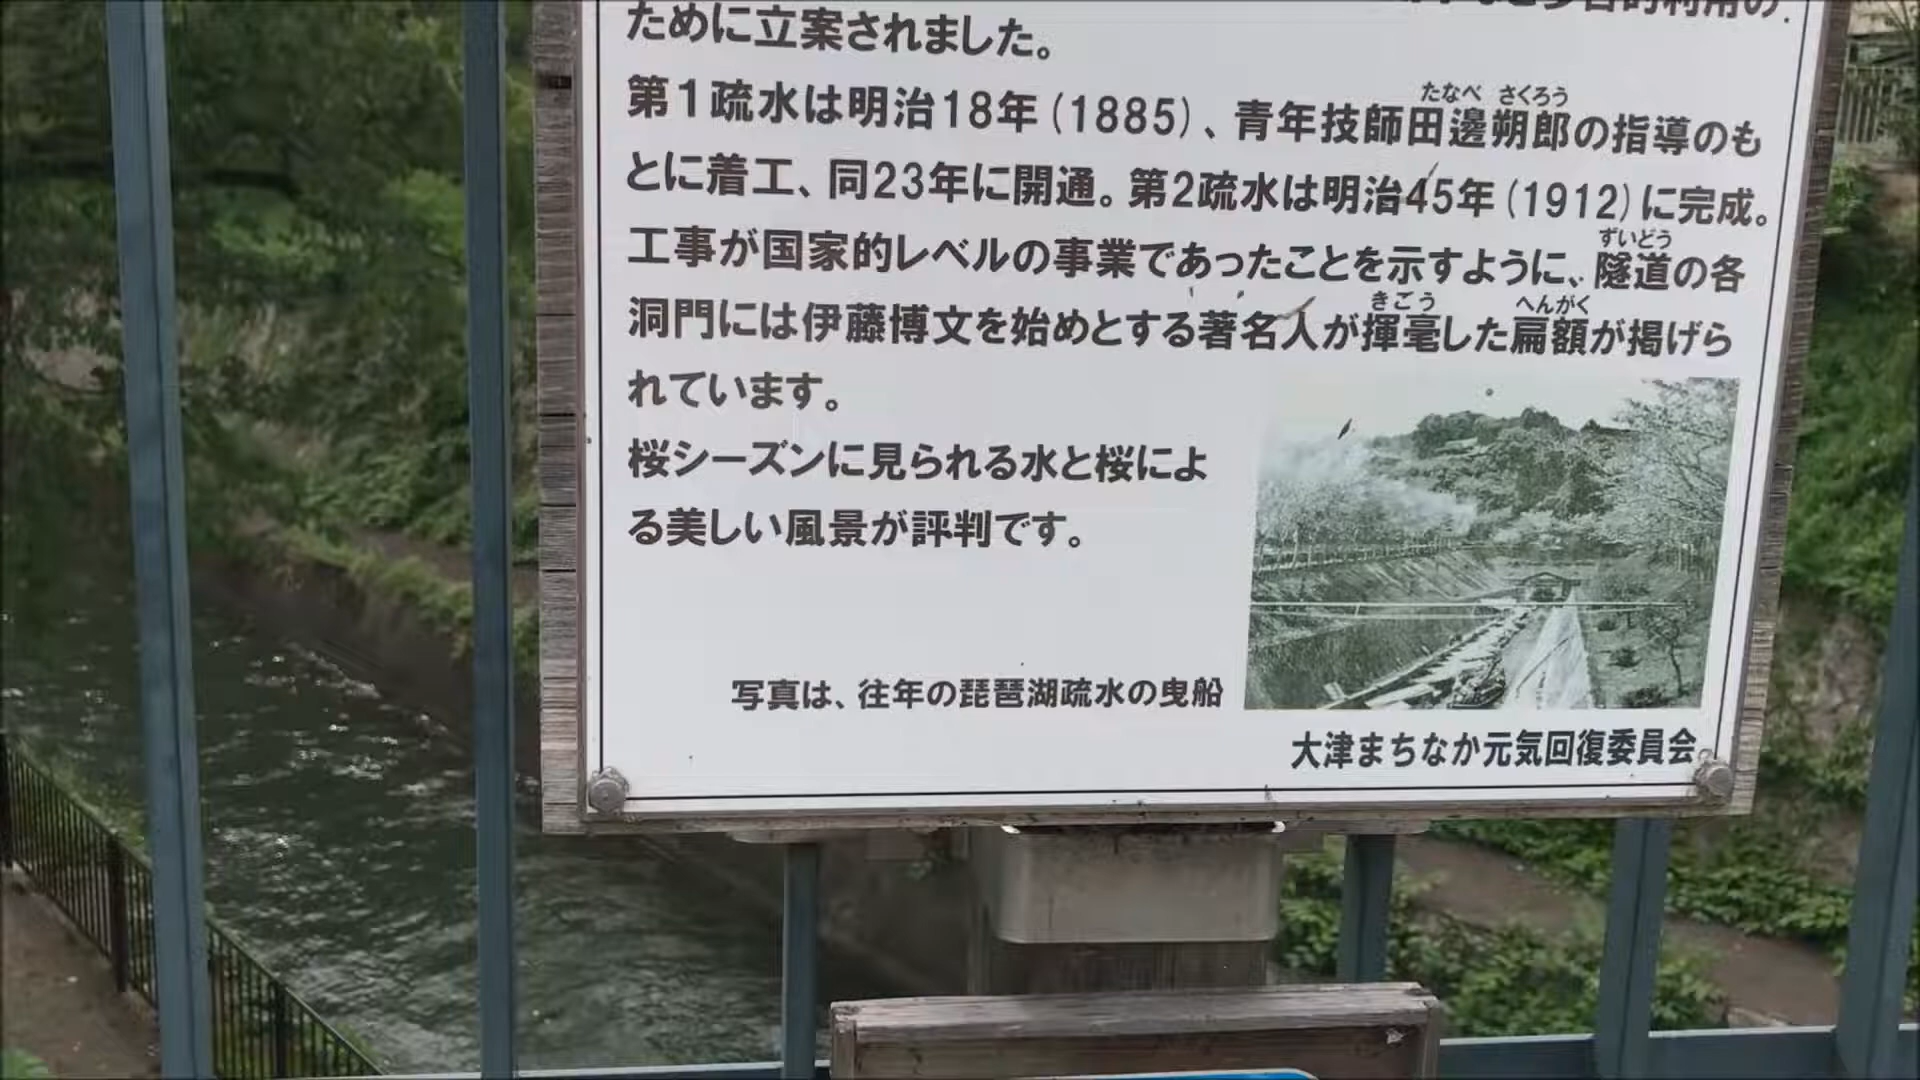 多目的利用の
ために立案されました。
第1疏水は明治18年(1885)、青年技師田邊朔郎の指導のも
たなべ さくろう
とに着工、同23年に開通。第2疏水は明治45年(1912)に完成。
工事が国家的レベルの事業であったことを示すように、隧道の各
ずいどう
洞門には伊藤博文を始めとする著名人が揮毫した扁額が掲げら
きごう へんがく
れています。
桜シーズンに見られる水と桜によ
る美しい風景が評判です。
写真は、往年の琵琶湖疏水の曳船
大津まちなか元気回復委員会